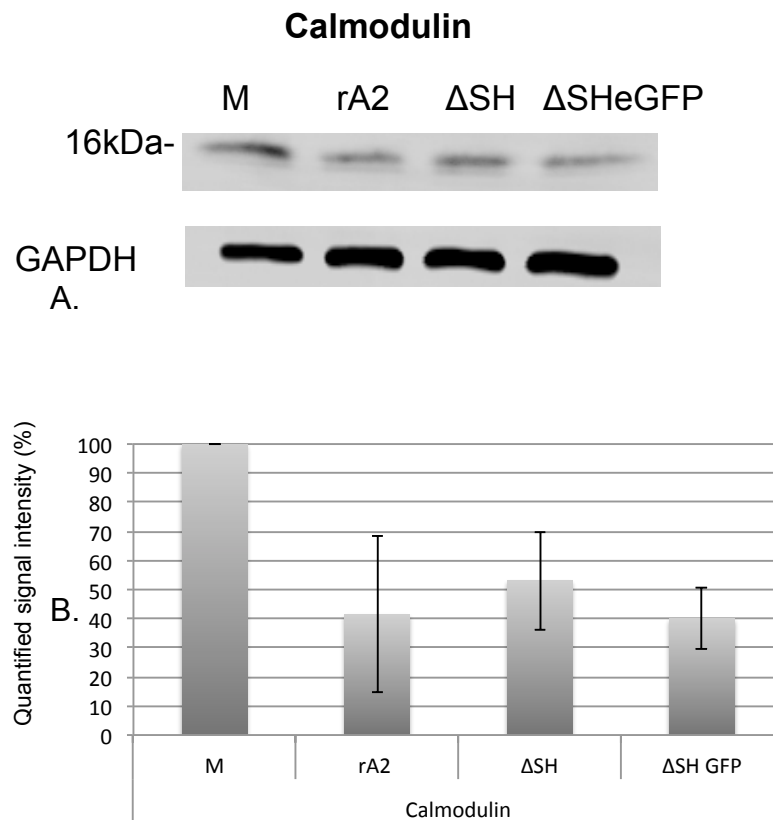 Calmodulin
M rA2 ΔSH ΔSHeGFP
16kDa-
GAPDH
A.
Quantified signal intensity (%)
100
90
80
70
60
50
B.
40
30
20
10
0
M rA2 ΔSH ΔSH GFP
Calmodulin